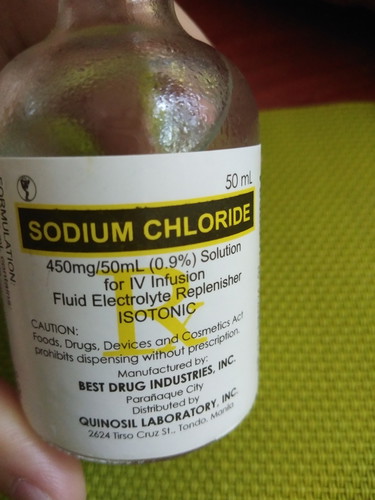 50 mL
SODIUM CHLORIDE
450mg/50mL (0.9%) Solution
for IV Infusion
Fluid Electrolyte Replenisher
ISOTONIC
Rx
CAUTION:
Foods, Drugs, Devices and Cosmetics Act
prohibits dispensing without prescription.
Manufactured by:
BEST DRUG INDUSTRIES, INC.
Parañaque City
Distributed by
QUINOSIL LABORATORY, INC.
2624 Tirso Cruz St., Tondo, Manila
FORMULATION: